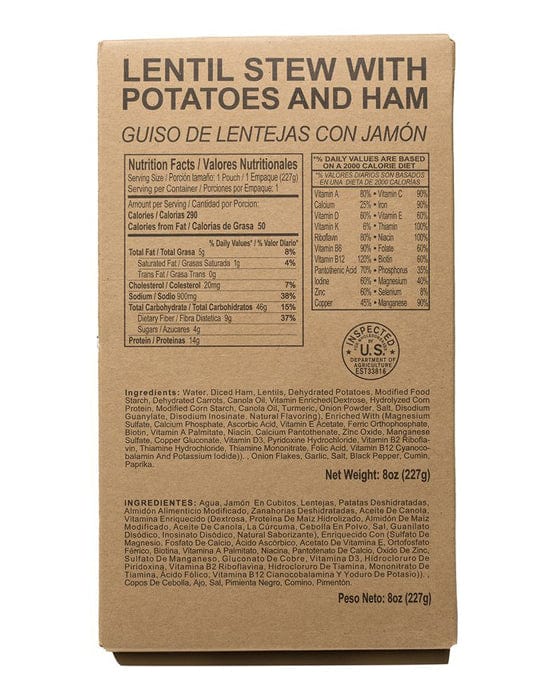 LENTIL STEW WITH
POTATOES AND HAM
GUISO DE LENTEJAS CON JAMÓN
Nutrition Facts / Valores Nutritionales
Serving Size / Porción tamaño: 1 Pouch / 1 Empaque (227g)
Serving per Container / Porciones por Empaque: 1
Amount per Serving / Cantidad por Porcion:
Calories / Calorias 290
Calories from Fat / Calorias de Grasa 50
% Daily Values* / % Valor Diario*
Total Fat / Total Grasa 5g 8%
Saturated Fat / Grasas Saturada 1g 4%
Trans Fat / Grasa Trans 0g
Cholesterol / Colesterol 20mg 7%
Sodium / Sodio 900mg 38%
Total Carbohydrate / Total Carbohidratos 46g 15%
Dietary Fiber / Fibra Dietatica 9g 37%
Sugars / Azucares 4g
Protein / Proteinas 14g
*% DAILY VALUES ARE BASED
ON A 2000 CALORIE DIET
*% VALORES DIARIOS SON BASADOS
EN UNA DIETA DE 2000 CALORÍAS
Vitamin A 80% • Vitamin C 90%
Calcium 25% • Iron 90%
Vitamin D 60% • Vitamin E 60%
Vitamin K 6% • Thiamin 100%
Riboflavin 80% • Niacin 100%
Vitamin B6 90% • Folate 60%
Vitamin B12 120% • Biotin 60%
Pantothenic Acid 70% • Phosphorus 35%
Iodine 60% • Magnesium 40%
Zinc 60% • Selenium 8%
Copper 45% • Manganese 90%
INSPECTED
FOR WHOLESOMENESS
BY
U.S.
DEPARTMENT OF
AGRICULTURE
EST33816
Ingredients: Water, Diced Ham, Lentils, Dehydrated Potatoes, Modified Food
Starch, Dehydrated Carrots, Canola Oil, Vitamin Enriched(Dextrose, Hydrolyzed Corn
Protein, Modified Corn Starch, Canola Oil, Turmeric, Onion Powder, Salt, Disodium
Guanylate, Disodium Inosinate, Natural Flavoring), Enriched With (Magnesium
Sulfate, Calcium Phosphate, Ascorbic Acid, Vitamin E Acetate, Ferric Orthophosphate,
Biotin, Vitamin A Palmitate, Niacin, Calcium Pantothenate, Zinc Oxide, Manganese
Sulfate, Copper Gluconate, Vitamin D3, Pyridoxine Hydrochloride, Vitamin B2 Ribofla-
vin, Thiamine Hydrochloride, Thiamine Mononitrate, Folic Acid, Vitamin B12 Cyanoco-
balamin And Potassium Iodide)). , Onion Flakes, Garlic, Salt, Black Pepper, Cumin,
Paprika.
Net Weight: 8oz (227g)
INGREDIENTES: Agua, Jamón En Cubitos, Lentejas, Patatas Deshidratadas,
Almidón Alimenticio Modificado, Zanahorias Deshidratadas, Aceite De Canola,
Vitamina Enriquecido (Dextrosa, Proteína De Maíz Hidrolizado, Almidón De Maíz
Modificado, Aceite De Canola, La Cúrcuma, Cebolla En Polvo, Sal, Guanilato
Disódico, Inosinato Disódico, Natural Saborizante), Enriquecido Con (Sulfato De
Magnesio. Fosfato De Calcio, Ácido Ascórbico, Acetato De Vitamina E, Ortofosfato
Férrico, Biotina, Vitamina A Palmitato, Niacina, Pantoténato De Calcio, Óxido De Zinc,
Sulfato De Manganeso, Gluconato De Cobre, Vitamina D3, Hidrocloruro De
Piridoxina, Vitamina B2 Riboflavina, Hidrocloruro De Tiamina, Mononitrato De
Tiamina, Ácido Fólico, Vitamina B12 Cianocobalamina Y Yoduro De Potasio)). ,
Copos De Cebolla, Ajo, Sal, Pimienta Negra, Comino, Pimentón.
Peso Neto: 8oz (227g)